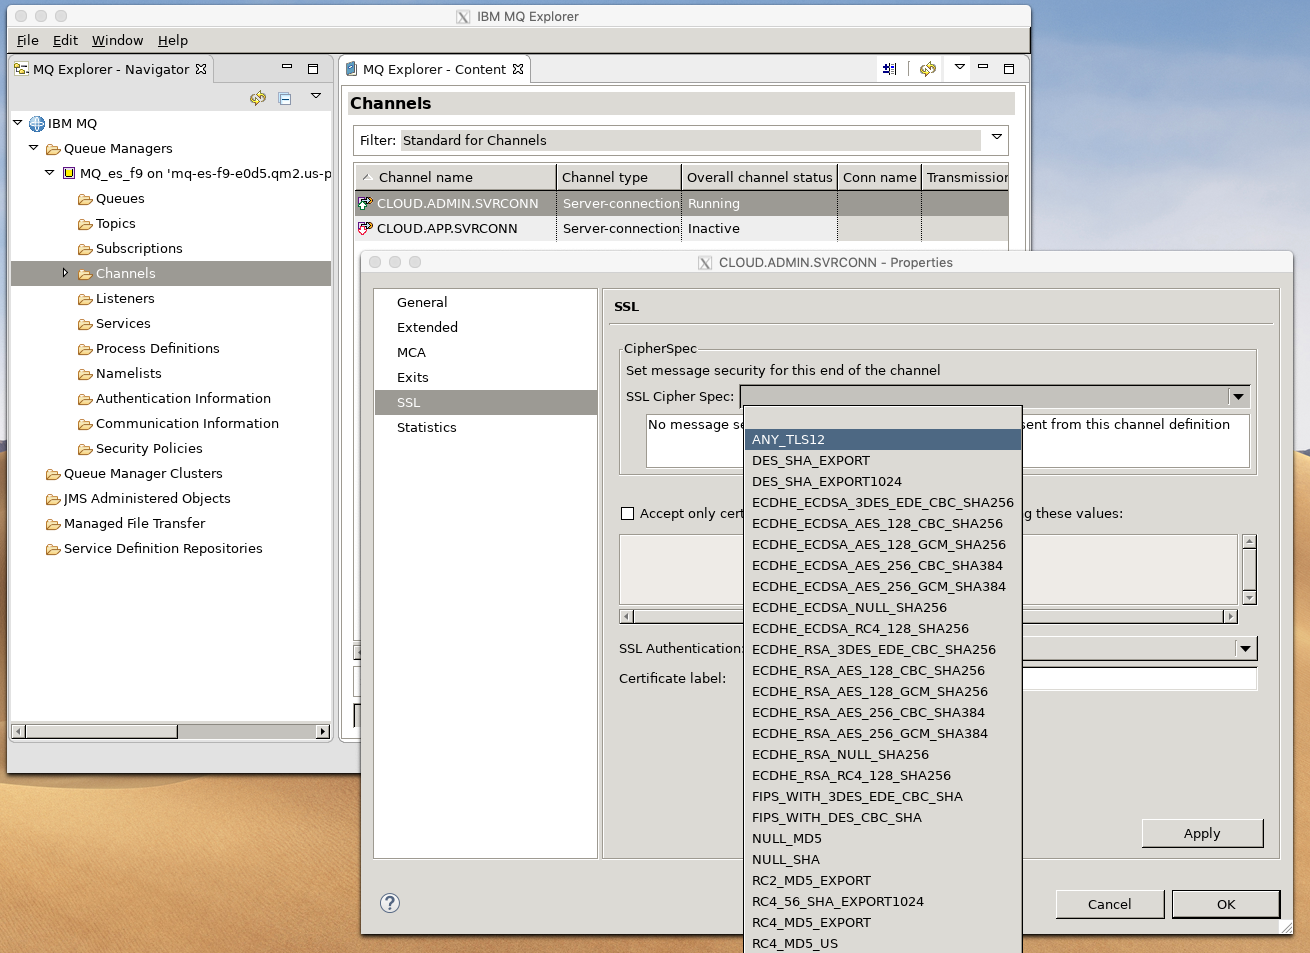 IBM MQ Explorer
File Edit Window Help
MQ Explorer - Navigator
IBM MQ
Queue Managers
MQ_es_f9 on 'mq-es-f9-e0d5.qm2.us-p
Queues
Topics
Subscriptions
Channels
Listeners
Services
Process Definitions
Namelists
Authentication Information
Communication Information
Security Policies
Queue Manager Clusters
JMS Administered Objects
Managed File Transfer
Service Definition Repositories
MQ Explorer - Content
Channels
Filter: Standard for Channels
Channel name Channel type Overall channel status Conn name Transmission
CLOUD.ADMIN.SVRCONN Server-connection Running
CLOUD.APP.SVRCONN Server-connection Inactive
CLOUD.ADMIN.SVRCONN - Properties
General
Extended
MCA
Exits
SSL
Statistics
SSL
CipherSpec
Set message security for this end of the channel
SSL Cipher Spec:
No message se
ent from this channel definition
Accept only cert
g these values:
SSL Authentication:
Certificate label:
ANY_TLS12
DES_SHA_EXPORT
DES_SHA_EXPORT1024
ECDHE_ECDSA_3DES_EDE_CBC_SHA256
ECDHE_ECDSA_AES_128_CBC_SHA256
ECDHE_ECDSA_AES_128_GCM_SHA256
ECDHE_ECDSA_AES_256_CBC_SHA384
ECDHE_ECDSA_AES_256_GCM_SHA384
ECDHE_ECDSA_NULL_SHA256
ECDHE_ECDSA_RC4_128_SHA256
ECDHE_RSA_3DES_EDE_CBC_SHA256
ECDHE_RSA_AES_128_CBC_SHA256
ECDHE_RSA_AES_128_GCM_SHA256
ECDHE_RSA_AES_256_CBC_SHA384
ECDHE_RSA_AES_256_GCM_SHA384
ECDHE_RSA_NULL_SHA256
ECDHE_RSA_RC4_128_SHA256
FIPS_WITH_3DES_EDE_CBC_SHA
FIPS_WITH_DES_CBC_SHA
NULL_MD5
NULL_SHA
RC2_MD5_EXPORT
RC4_56_SHA_EXPORT1024
RC4_MD5_EXPORT
RC4_MD5_US
Apply
Cancel OK